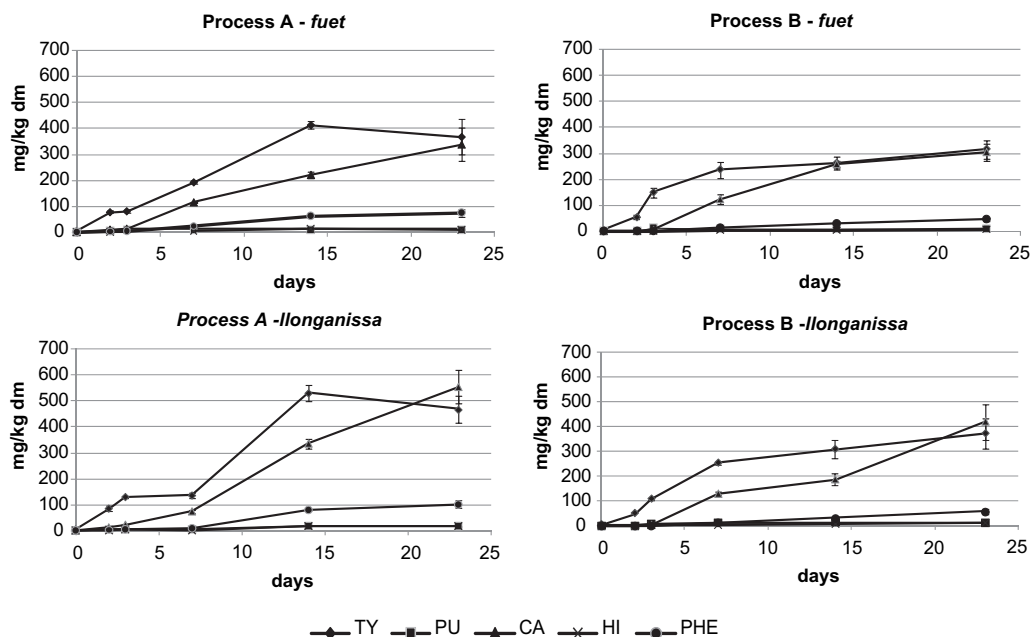 Process A - fuet
mg/kg dm
700
600
500
400
300
200
100
0
0 5 10 15 20 25
days
Process B - fuet
mg/kg dm
700
600
500
400
300
200
100
0
0 5 10 15 20 25
days
Process A -llonganissa
mg/kg dm
700
600
500
400
300
200
100
0
0 5 10 15 20 25
days
Process B -llonganissa
mg/kg dm
700
600
500
400
300
200
100
0
0 5 10 15 20 25
days
TY PU CA HI PHE